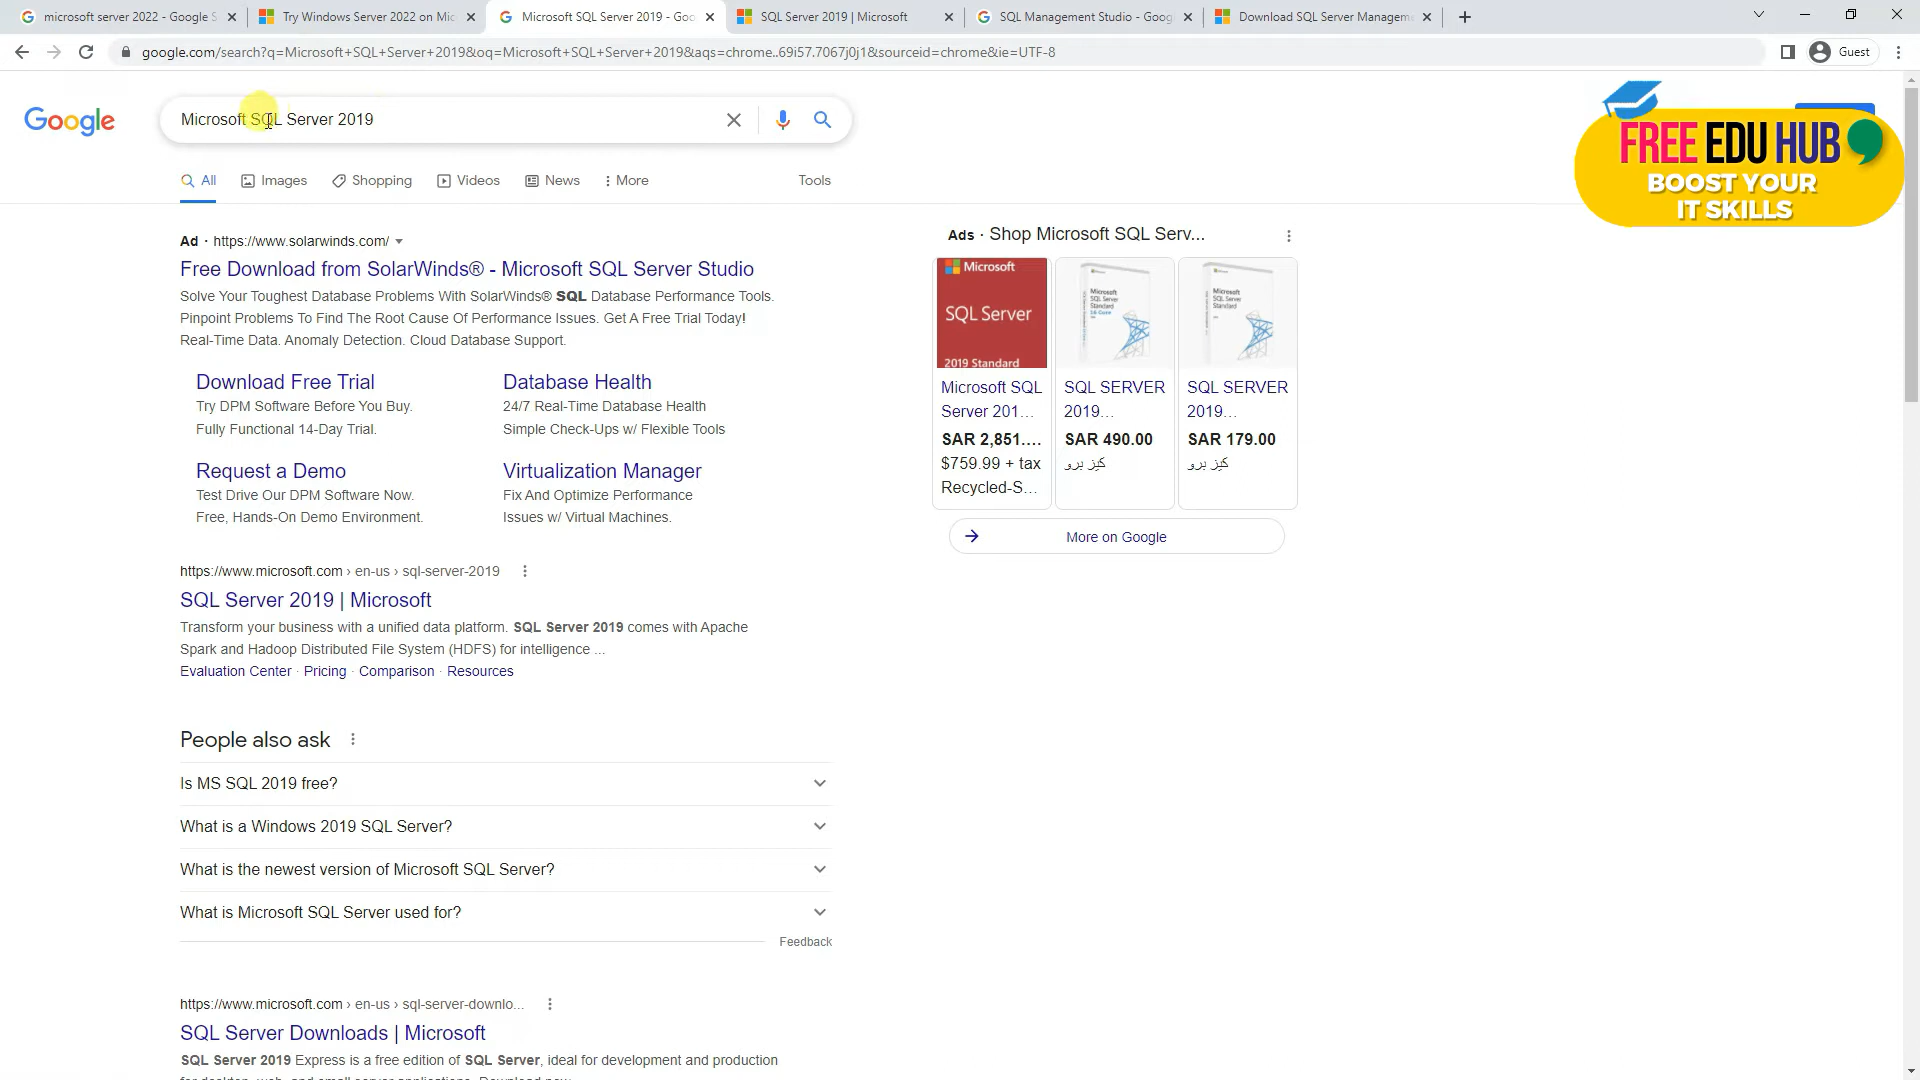 microsoft server 2022 - Google S
Try Windows Server 2022 on Mic
Microsoft SQL Server 2019 - Goo
SQL Server 2019 | Microsoft
SQL Management Studio - Goog
Download SQL Server Managem
google.com/search?q=Microsoft+SQL+Server+2019&oq=Microsoft+SQL+Server+2019&aqs=chrome..69i57.7067j0j1&sourceid=chrome&ie=UTF-8
Guest
Google
Microsoft SQL Server 2019
FREE EDU HUB
BOOST YOUR
IT SKILLS
All
Images
Shopping
Videos
News
More
Tools
Ad · https://www.solarwinds.com/
Free Download from SolarWinds® - Microsoft SQL Server Studio
Solve Your Toughest Database Problems With SolarWinds® SQL Database Performance Tools.
Pinpoint Problems To Find The Root Cause Of Performance Issues. Get A Free Trial Today!
Real-Time Data. Anomaly Detection. Cloud Database Support.
Download Free Trial
Try DPM Software Before You Buy.
Fully Functional 14-Day Trial.
Database Health
24/7 Real-Time Database Health
Simple Check-Ups w/ Flexible Tools
Request a Demo
Test Drive Our DPM Software Now.
Free, Hands-On Demo Environment.
Virtualization Manager
Fix And Optimize Performance
Issues w/ Virtual Machines.
https://www.microsoft.com › en-us › sql-server-2019
SQL Server 2019 | Microsoft
Transform your business with a unified data platform. SQL Server 2019 comes with Apache
Spark and Hadoop Distributed File System (HDFS) for intelligence ...
Evaluation Center · Pricing · Comparison · Resources
People also ask
Is MS SQL 2019 free?
What is a Windows 2019 SQL Server?
What is the newest version of Microsoft SQL Server?
What is Microsoft SQL Server used for?
Feedback
https://www.microsoft.com › en-us › sql-server-downlo...
SQL Server Downloads | Microsoft
SQL Server 2019 Express is a free edition of SQL Server, ideal for development and production
Ads · Shop Microsoft SQL Serv...
Microsoft
SQL Server
2019 Standard
Microsoft SQL
Server 201...
SAR 2,851....
$759.99 + tax
Recycled-S...
Microsoft
SQL Server
Standard
16 Core
SQL SERVER
2019...
SAR 490.00
كيز برو
Microsoft
SQL Server
Standard
SQL SERVER
2019...
SAR 179.00
كيز برو
More on Google